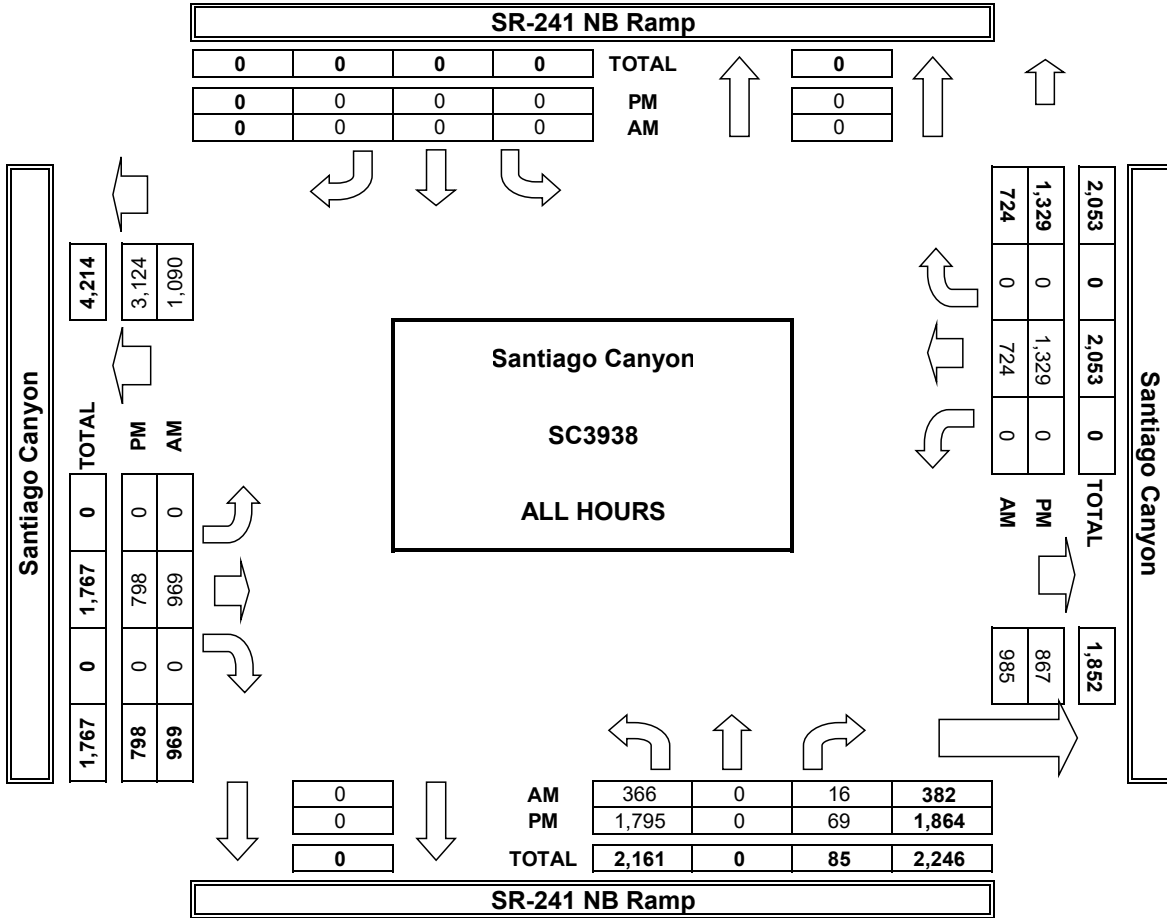 SR-241 NB Ramp
0 0 0 0 TOTAL 0
0 0 0 0 PM 0
0 0 0 0 AM 0
Santiago Canyon
4,214
3,124
1,090
TOTAL
PM
AM
0 1,767 0 1,767
0 798 0 798
0 969 0 969
Santiago Canyon
SC3938
ALL HOURS
2,053 0 2,053 0 TOTAL 1,852
1,329 0 1,329 0 PM 867
724 0 724 0 AM 985
Santiago Canyon
0 AM 366 0 16 382
0 PM 1,795 0 69 1,864
0 TOTAL 2,161 0 85 2,246
SR-241 NB Ramp